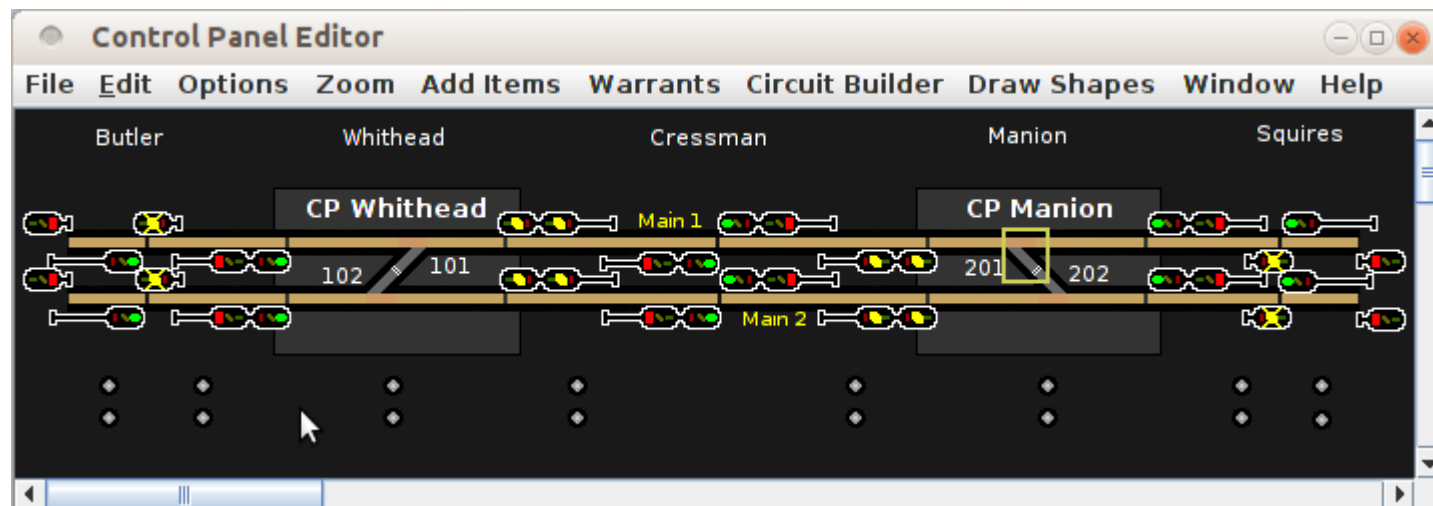 Control Panel Editor
File Edit Options Zoom Add Items Warrants Circuit Builder Draw Shapes Window Help
Butler Whithead Cressman Manion Squires
CP Whithead CP Manion
Main 1
102 101 201 202
Main 2